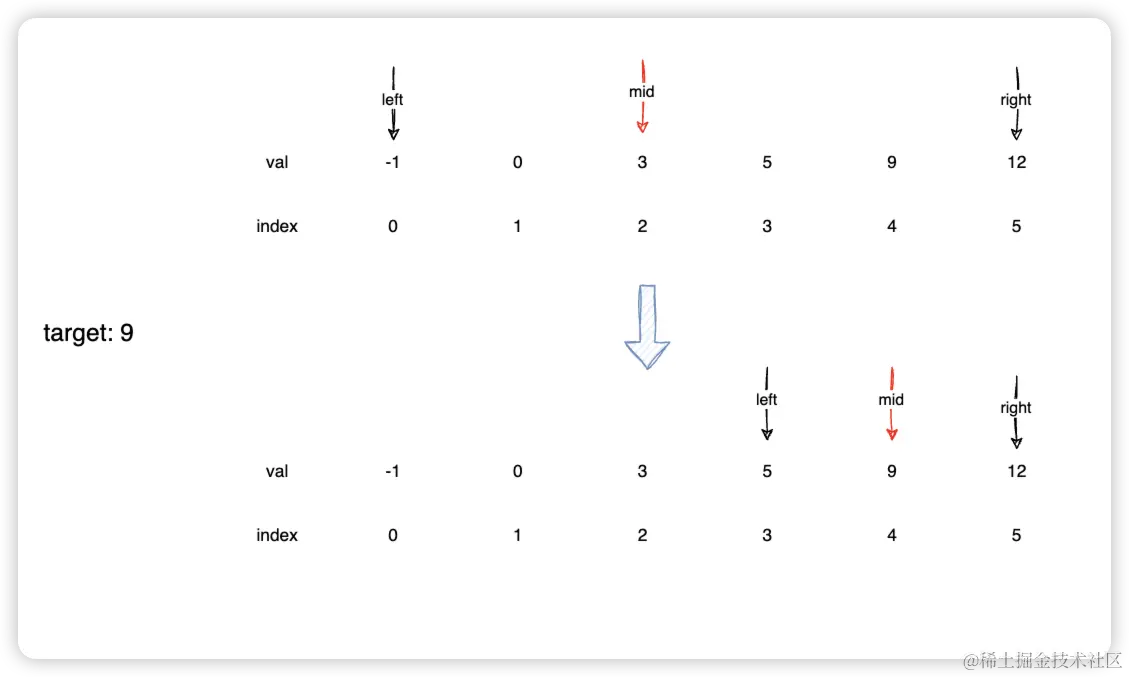 left mid right
val -1 0 3 5 9 12
index 0 1 2 3 4 5
target: 9
left mid right
val -1 0 3 5 9 12
index 0 1 2 3 4 5
@稀土掘金技术社区